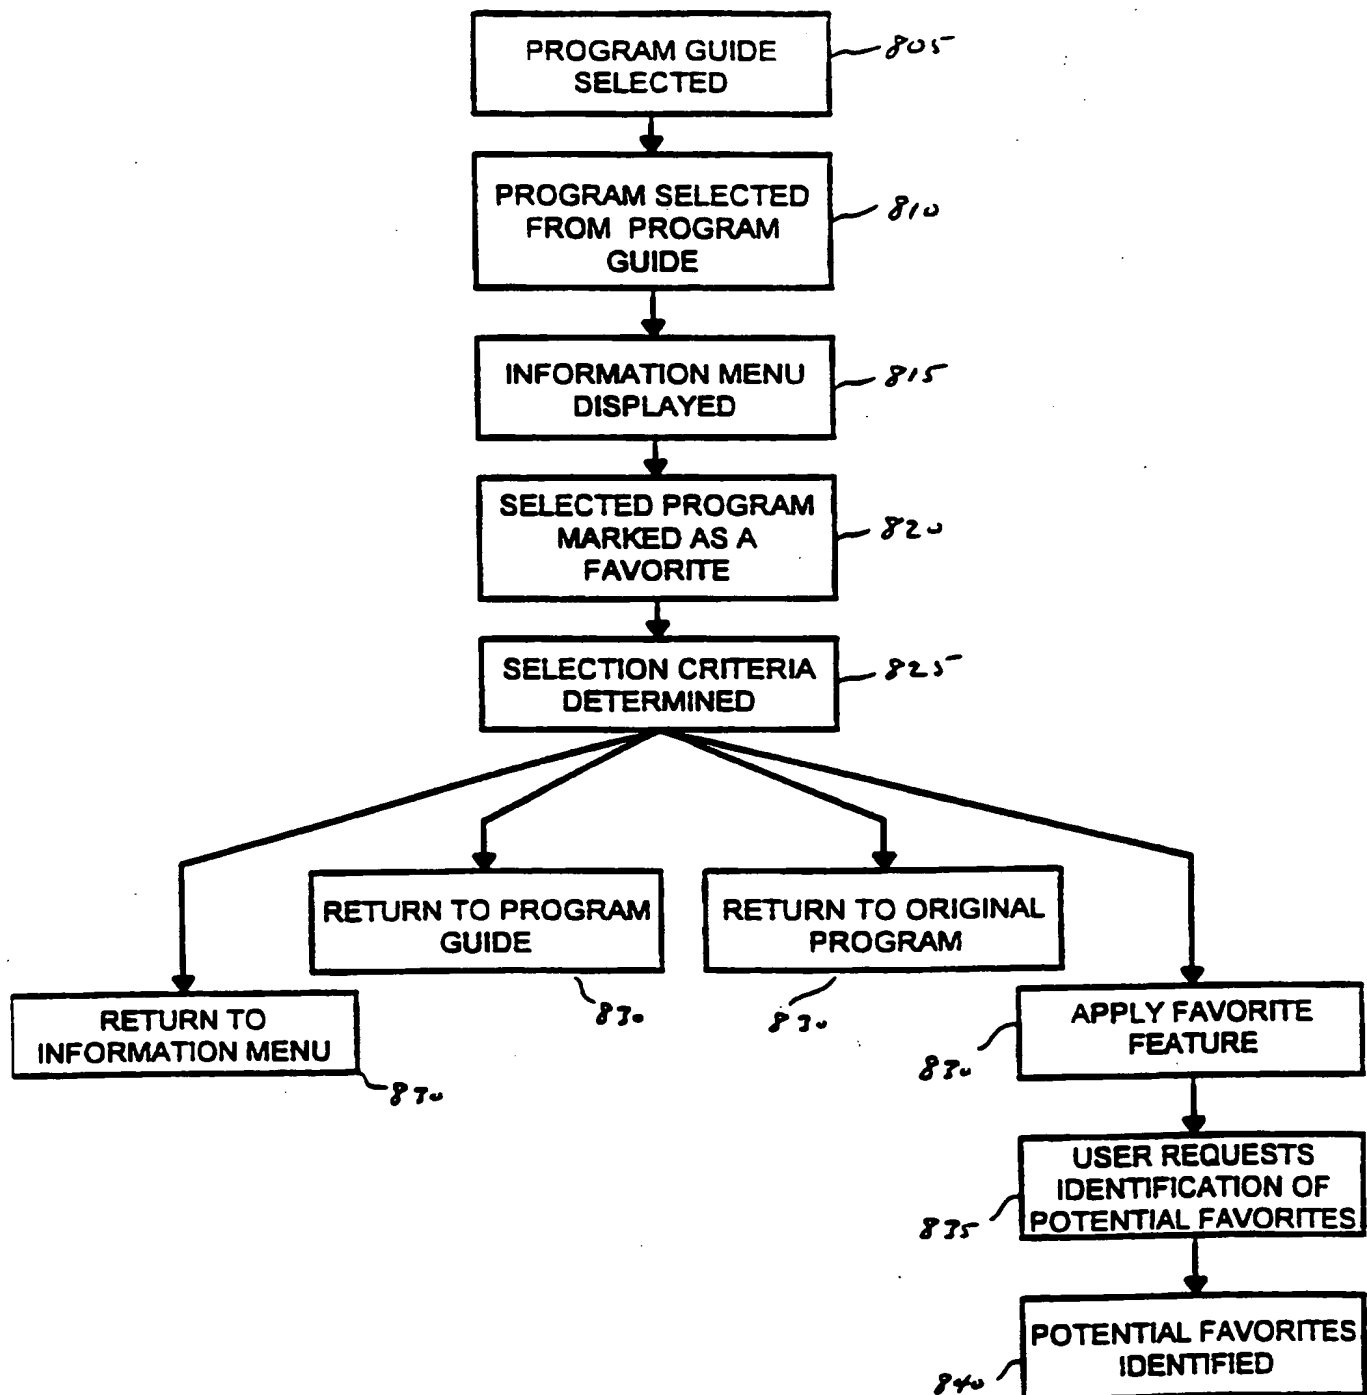 PROGRAM GUIDE
SELECTED
805
PROGRAM SELECTED
FROM PROGRAM
GUIDE
810
INFORMATION MENU
DISPLAYED
815
SELECTED PROGRAM
MARKED AS A
FAVORITE
820
SELECTION CRITERIA
DETERMINED
825
RETURN TO
INFORMATION MENU
830
RETURN TO PROGRAM
GUIDE
830
RETURN TO ORIGINAL
PROGRAM
830
APPLY FAVORITE
FEATURE
830
USER REQUESTS
IDENTIFICATION OF
POTENTIAL FAVORITES
835
POTENTIAL FAVORITES
IDENTIFIED
840